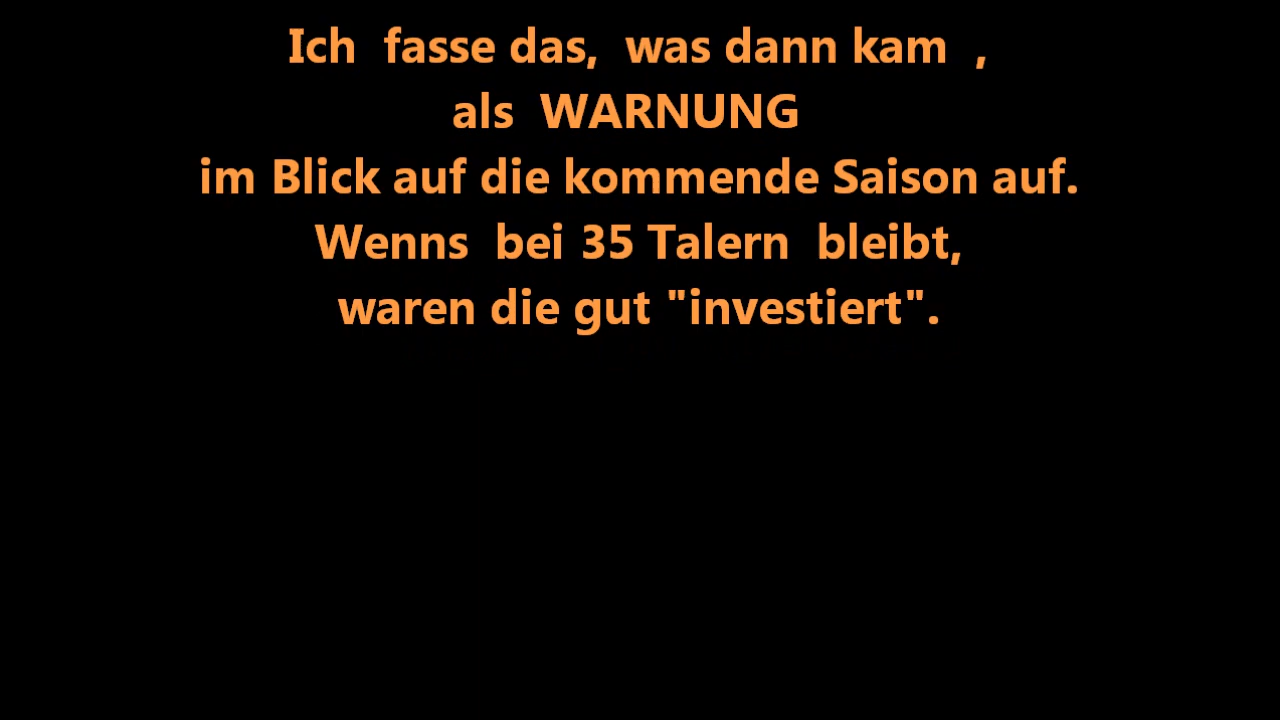 Ich fasse das, was dann kam ,
als WARNUNG
im Blick auf die kommende Saison auf.
Wenns bei 35 Talern bleibt,
waren die gut "investiert".